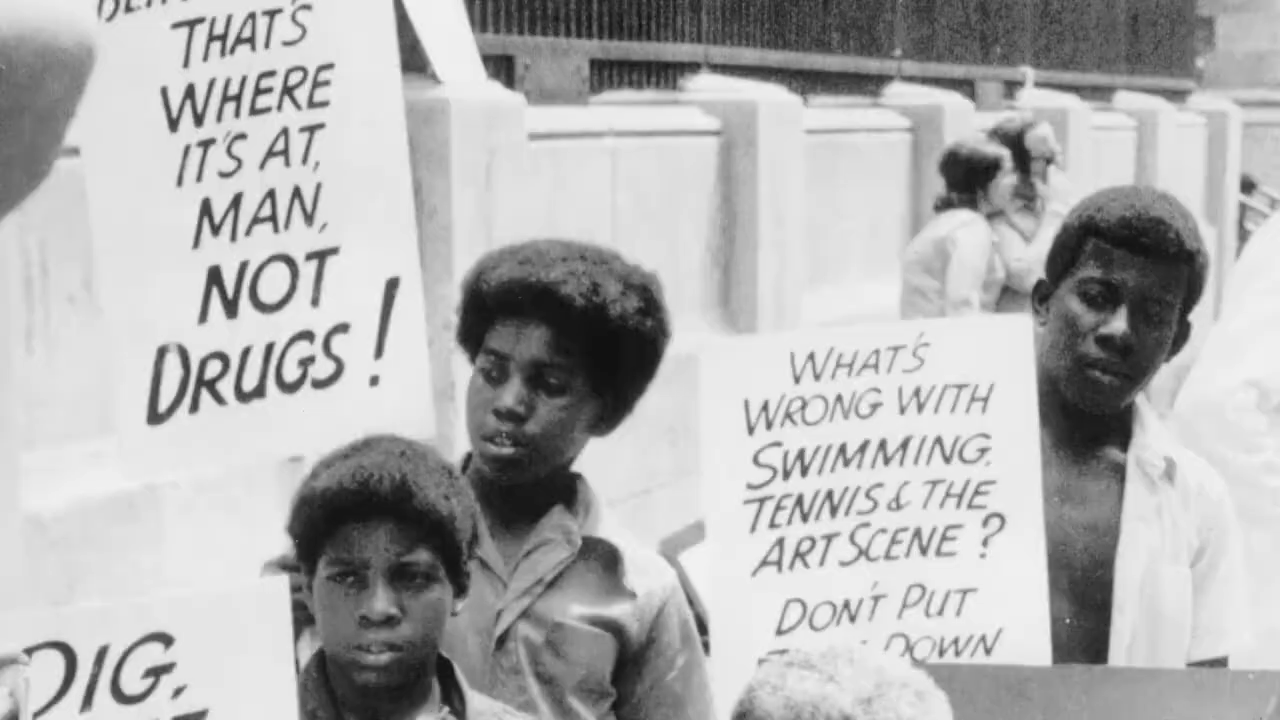 THAT'S
WHERE
IT'S AT,
MAN,
NOT
DRUGS!
WHAT'S
WRONG WITH
SWIMMING,
TENNIS & THE
ART SCENE?
DON'T PUT
DOWN
DIG,